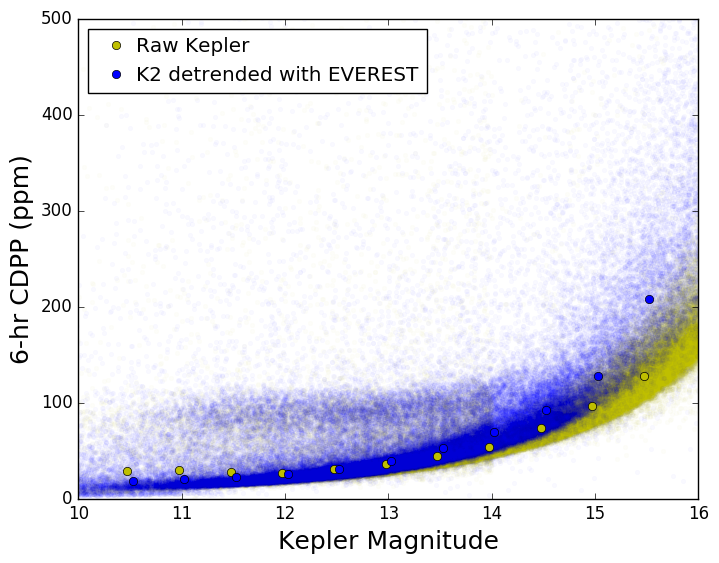 500
400
300
200
100
0
6-hr CDPP (ppm)
Raw Kepler
K2 detrended with EVEREST
10 11 12 13 14 15 16
Kepler Magnitude